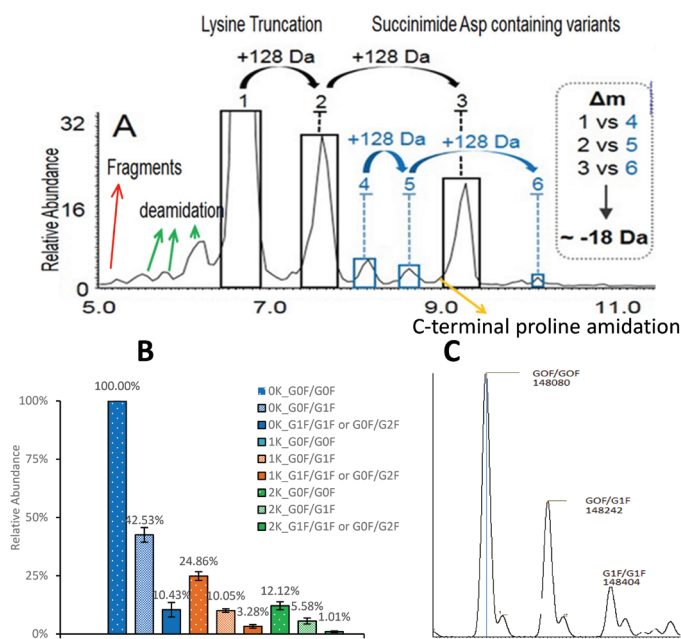 Lysine Truncation
Succinimide Asp containing variants
+128 Da
+128 Da
1
2
3
Δm
1 vs 4
2 vs 5
3 vs 6
~ -18 Da
32
A
+128 Da
+128 Da
Fragments
4
5
6
16
deamidation
Relative Abundance
0
5.0
7.0
9.0
11.0
C-terminal proline amidation
B
C
100%
75%
50%
25%
0%
Relative Abundance
100.00%
42.53%
10.43%
24.86%
10.05%
3.28%
12.12%
5.58%
1.01%
0K_G0F/G0F
0K_G0F/G1F
0K_G1F/G1F or G0F/G2F
1K_G0F/G0F
1K_G0F/G1F
1K_G1F/G1F or G0F/G2F
2K_G0F/G0F
2K_G0F/G1F
2K_G1F/G1F or G0F/G2F
GOF/GOF
148080
GOF/G1F
148242
G1F/G1F
148404